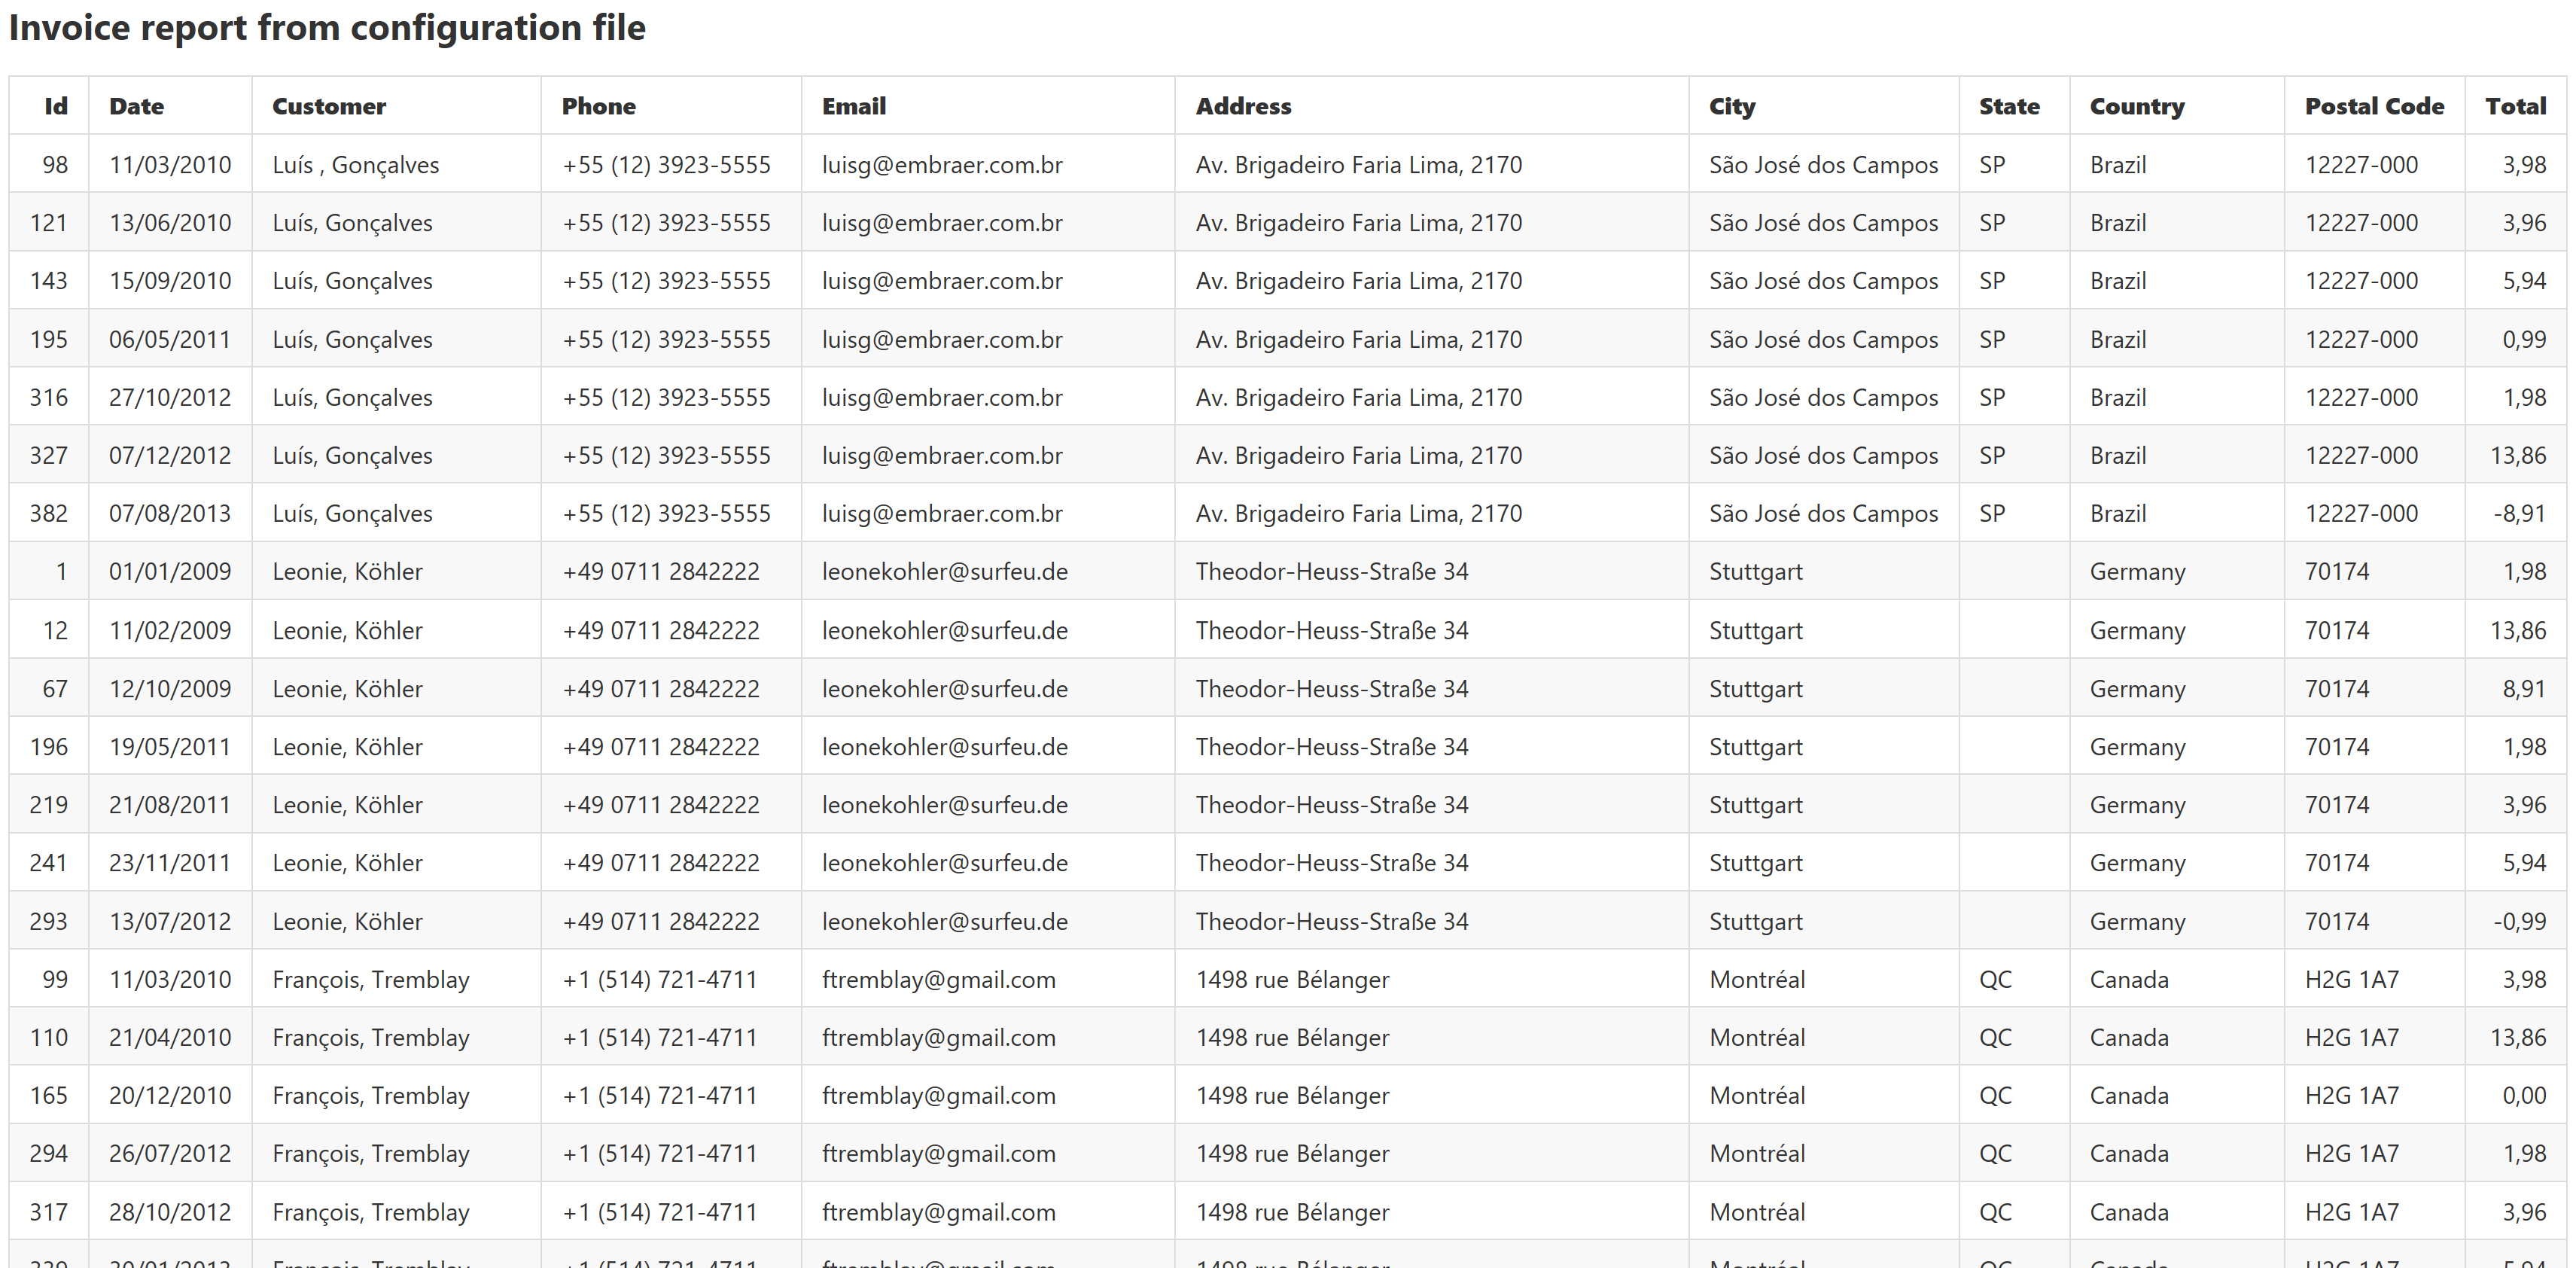 Invoice report from configuration file
Id Date Customer Phone Email Address City State Country Postal Code Total
98 11/03/2010 Luís , Gonçalves +55 (12) 3923-5555 luisg@embraer.com.br Av. Brigadeiro Faria Lima, 2170 São José dos Campos SP Brazil 12227-000 3,98
121 13/06/2010 Luís, Gonçalves +55 (12) 3923-5555 luisg@embraer.com.br Av. Brigadeiro Faria Lima, 2170 São José dos Campos SP Brazil 12227-000 3,96
143 15/09/2010 Luís, Gonçalves +55 (12) 3923-5555 luisg@embraer.com.br Av. Brigadeiro Faria Lima, 2170 São José dos Campos SP Brazil 12227-000 5,94
195 06/05/2011 Luís, Gonçalves +55 (12) 3923-5555 luisg@embraer.com.br Av. Brigadeiro Faria Lima, 2170 São José dos Campos SP Brazil 12227-000 0,99
316 27/10/2012 Luís, Gonçalves +55 (12) 3923-5555 luisg@embraer.com.br Av. Brigadeiro Faria Lima, 2170 São José dos Campos SP Brazil 12227-000 1,98
327 07/12/2012 Luís, Gonçalves +55 (12) 3923-5555 luisg@embraer.com.br Av. Brigadeiro Faria Lima, 2170 São José dos Campos SP Brazil 12227-000 13,86
382 07/08/2013 Luís, Gonçalves +55 (12) 3923-5555 luisg@embraer.com.br Av. Brigadeiro Faria Lima, 2170 São José dos Campos SP Brazil 12227-000 -8,91
1 01/01/2009 Leonie, Köhler +49 0711 2842222 leonekohler@surfeu.de Theodor-Heuss-Straße 34 Stuttgart Germany 70174 1,98
12 11/02/2009 Leonie, Köhler +49 0711 2842222 leonekohler@surfeu.de Theodor-Heuss-Straße 34 Stuttgart Germany 70174 13,86
67 12/10/2009 Leonie, Köhler +49 0711 2842222 leonekohler@surfeu.de Theodor-Heuss-Straße 34 Stuttgart Germany 70174 8,91
196 19/05/2011 Leonie, Köhler +49 0711 2842222 leonekohler@surfeu.de Theodor-Heuss-Straße 34 Stuttgart Germany 70174 1,98
219 21/08/2011 Leonie, Köhler +49 0711 2842222 leonekohler@surfeu.de Theodor-Heuss-Straße 34 Stuttgart Germany 70174 3,96
241 23/11/2011 Leonie, Köhler +49 0711 2842222 leonekohler@surfeu.de Theodor-Heuss-Straße 34 Stuttgart Germany 70174 5,94
293 13/07/2012 Leonie, Köhler +49 0711 2842222 leonekohler@surfeu.de Theodor-Heuss-Straße 34 Stuttgart Germany 70174 -0,99
99 11/03/2010 François, Tremblay +1 (514) 721-4711 ftremblay@gmail.com 1498 rue Bélanger Montréal QC Canada H2G 1A7 3,98
110 21/04/2010 François, Tremblay +1 (514) 721-4711 ftremblay@gmail.com 1498 rue Bélanger Montréal QC Canada H2G 1A7 13,86
165 20/12/2010 François, Tremblay +1 (514) 721-4711 ftremblay@gmail.com 1498 rue Bélanger Montréal QC Canada H2G 1A7 0,00
294 26/07/2012 François, Tremblay +1 (514) 721-4711 ftremblay@gmail.com 1498 rue Bélanger Montréal QC Canada H2G 1A7 1,98
317 28/10/2012 François, Tremblay +1 (514) 721-4711 ftremblay@gmail.com 1498 rue Bélanger Montréal QC Canada H2G 1A7 3,96